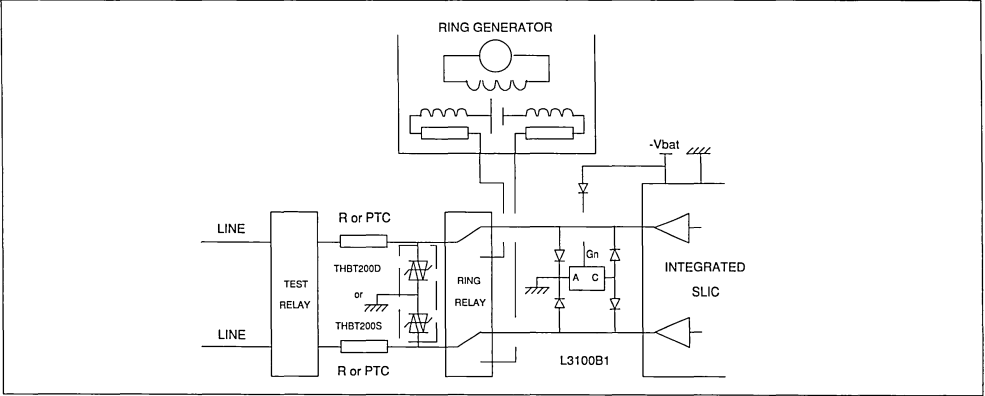 RING GENERATOR
-Vbat
R or PTC
LINE
THBT200D
Gn
A C
INTEGRATED
SLIC
TEST
RELAY
or
RING
RELAY
THBT200S
LINE
L3100B1
R or PTC